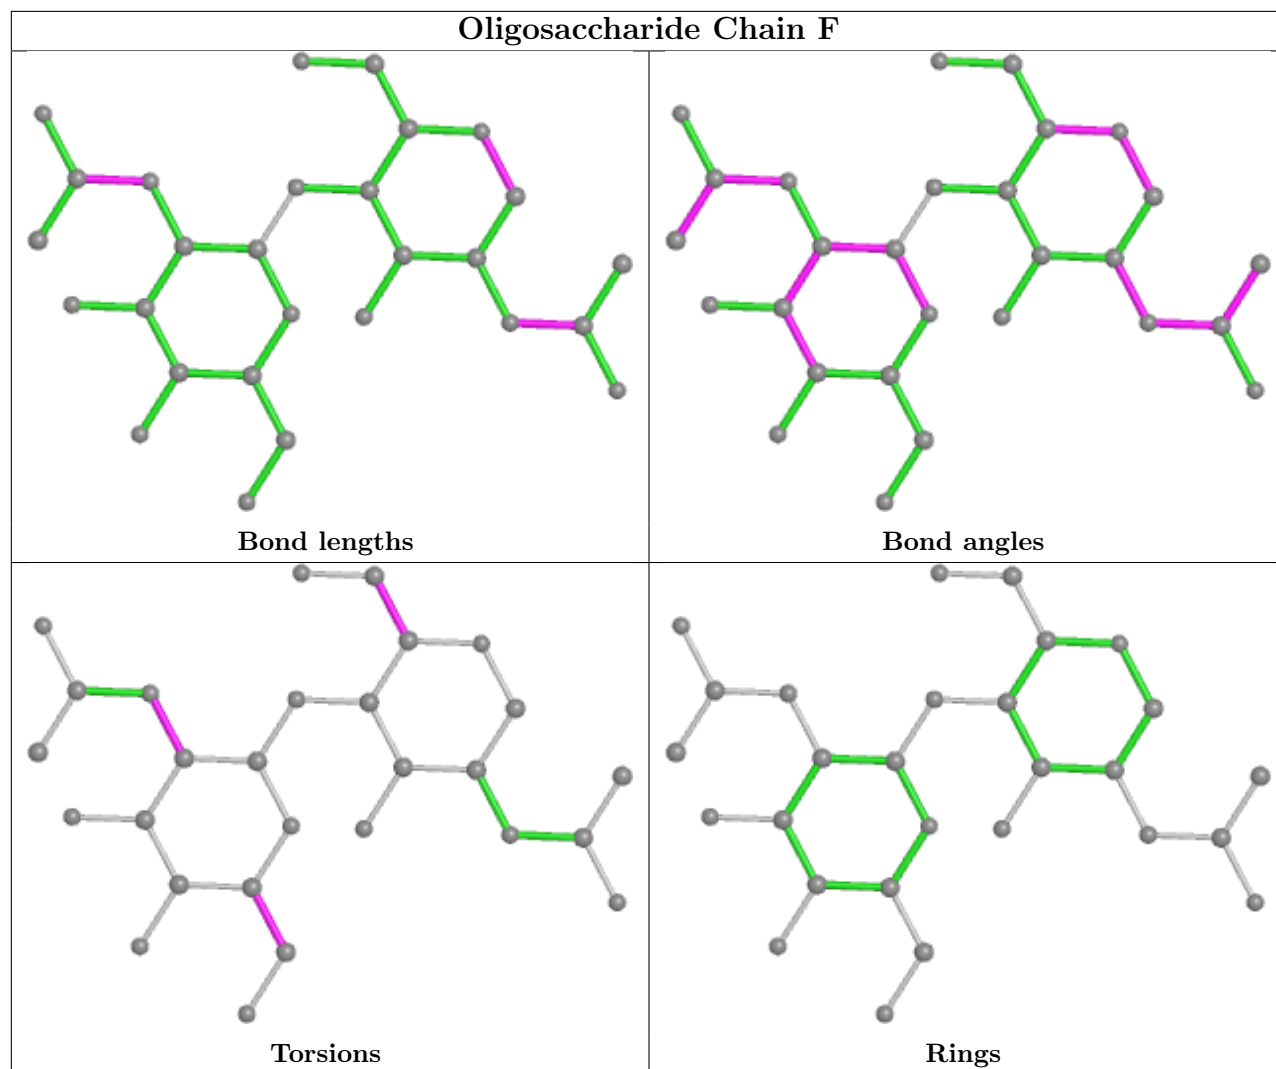 Oligosaccharide Chain F
Bond lengths
Bond angles
Torsions
Rings